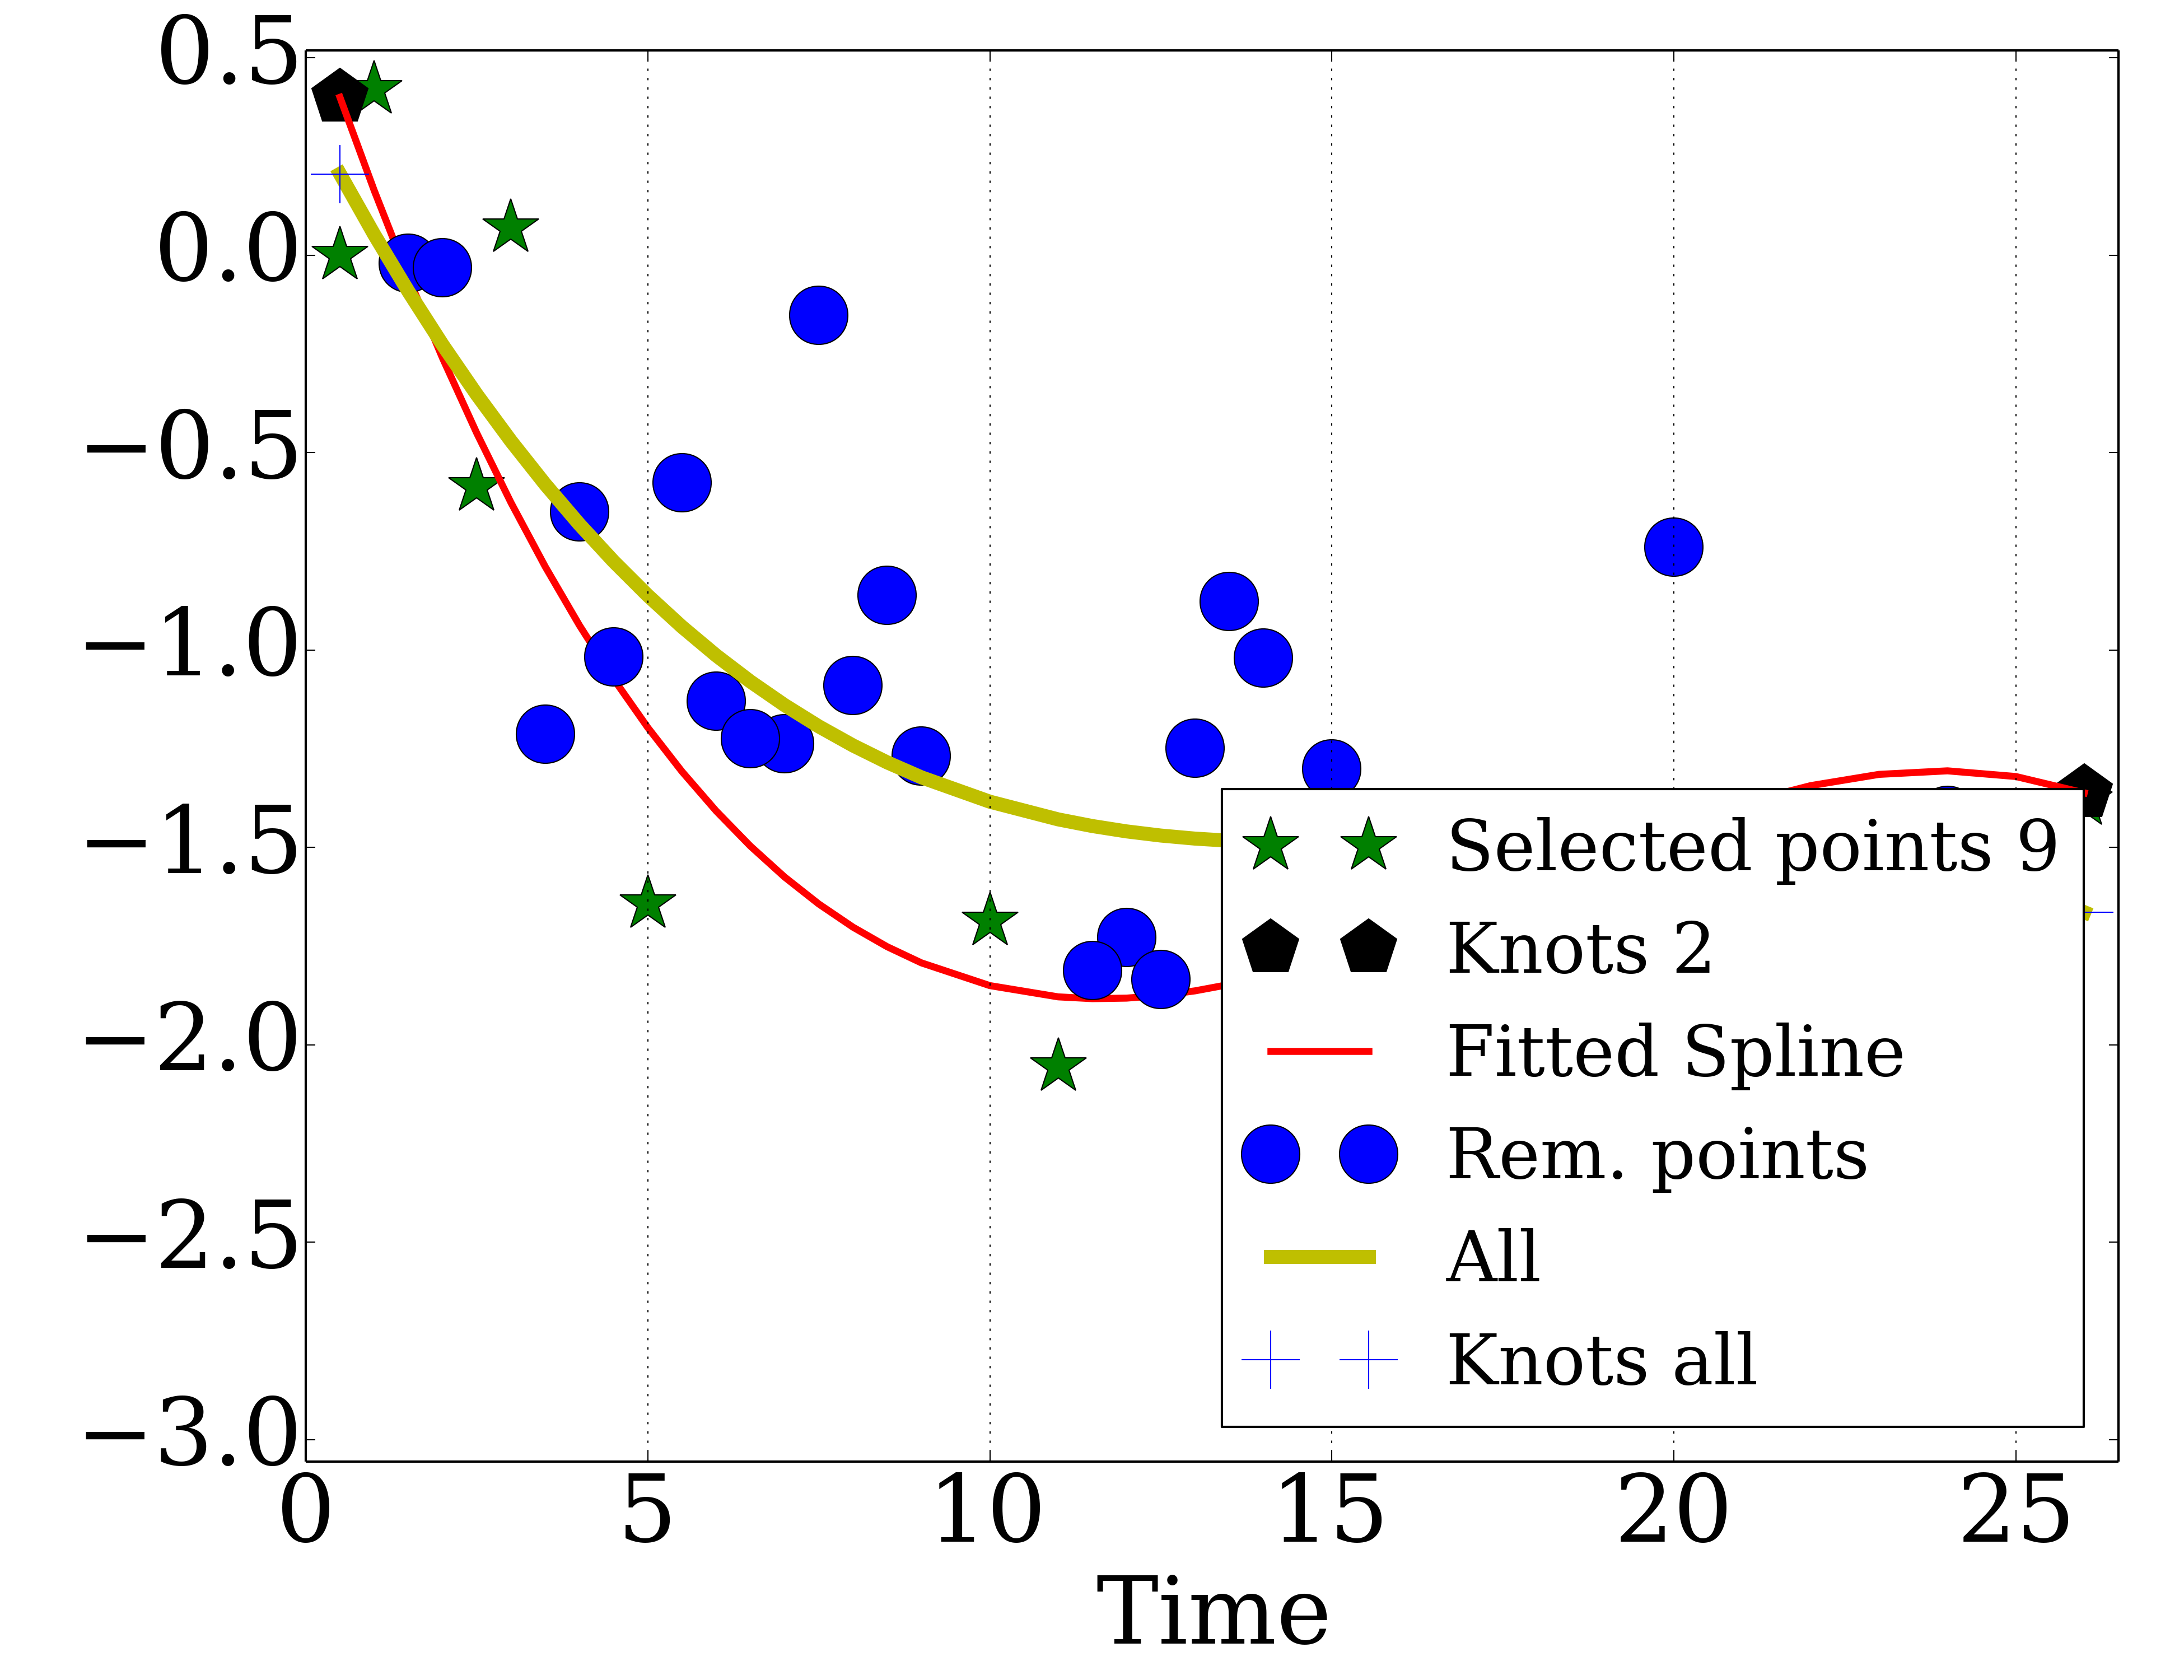 0.5
0.0
−0.5
−1.0
−1.5
−2.0
−2.5
−3.0
0 5 10 15 20 25
Time
Selected points 9
Knots 2
Fitted Spline
Rem. points
All
Knots all